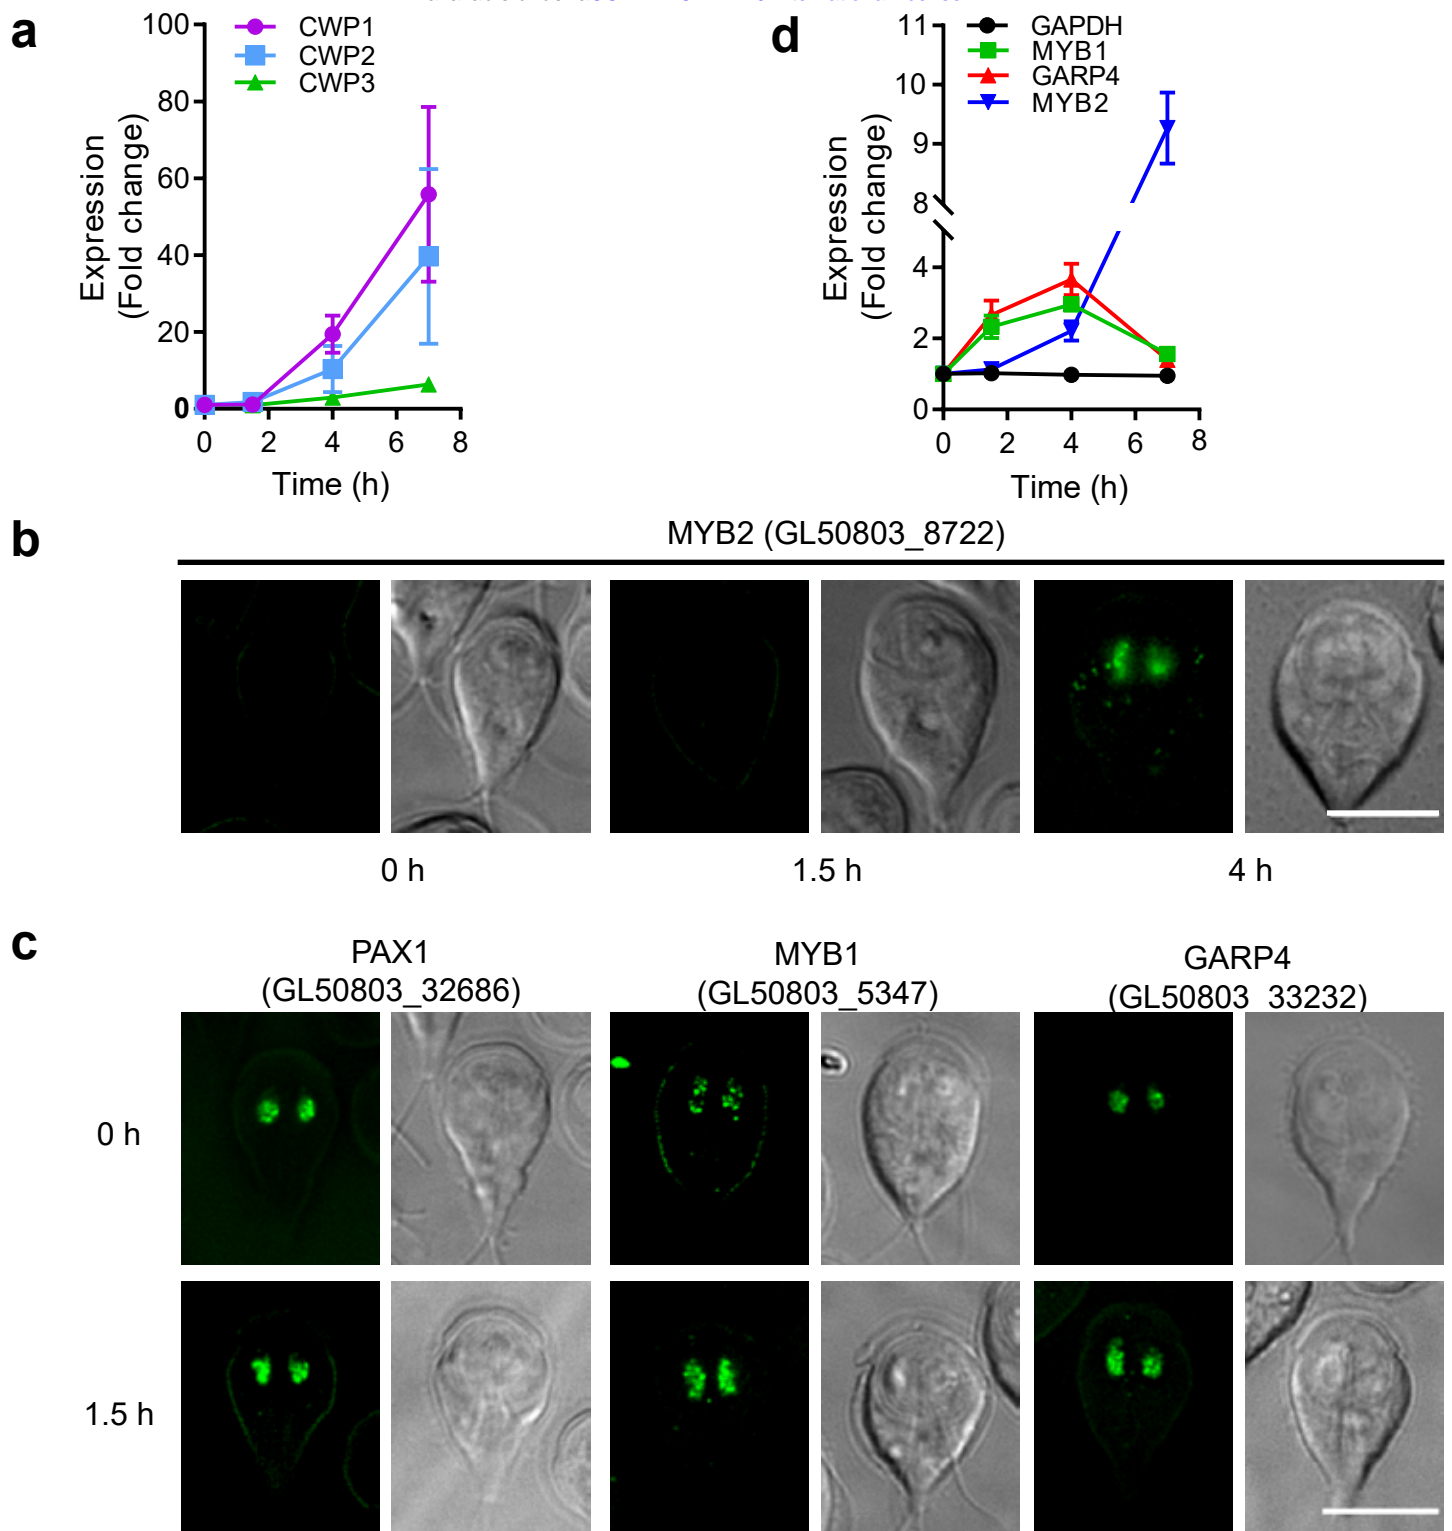 a
100
80
60
40
20
0
0 2 4 6 8
Expression
(Fold change)
Time (h)
CWP1
CWP2
CWP3
d
11
10
9
8
4
2
0
0 2 4 6 8
Expression
(Fold change)
Time (h)
GAPDH
MYB1
GARP4
MYB2
b
MYB2 (GL50803_8722)
0 h
1.5 h
4 h
c
PAX1
(GL50803_32686)
MYB1
(GL50803_5347)
GARP4
(GL50803 33232)
0 h
1.5 h